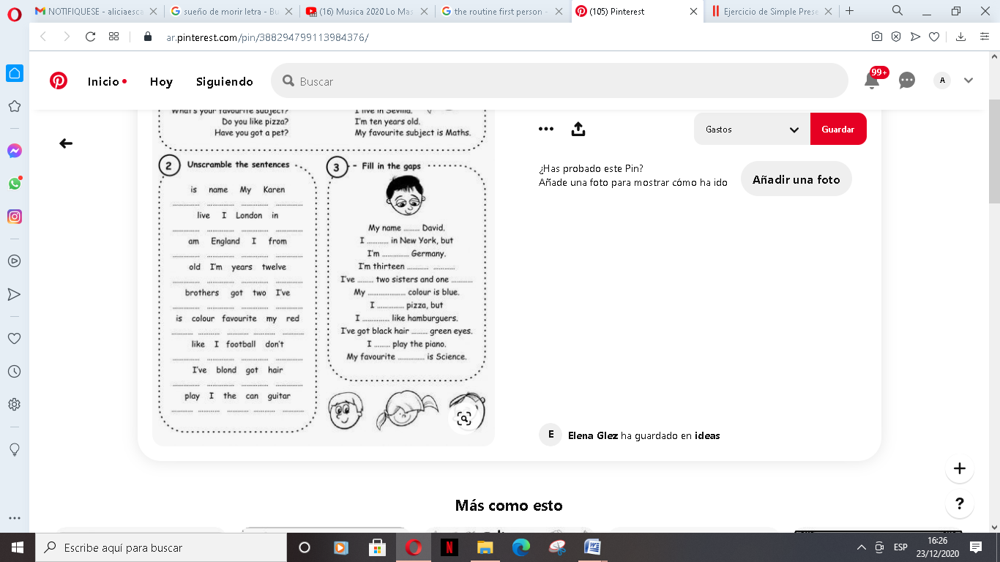 NOTIFIQUESE - aliciaesca
sueño de morir letra - Bu
(16) Musica 2020 Lo Mas
the routine first person -
(105) Pinterest
Ejercicio de Simple Prese
ar.pinterest.com/pin/388294799113984376/
Inicio
Hoy
Siguiendo
Buscar
99+
A
What's your favourite subject?
I live in Sevilla.
Do you like pizza?
I'm ten years old.
Have you got a pet?
My favourite subject is Maths.
2 Unscramble the sentences
is name My Karen
live I London in
am England I from
old I'm years twelve
brothers got two I've
is colour favourite my red
like I football don't
I've blond got hair
play I the can guitar
3 - Fill in the gaps
My name ........ David.
I ........... in New York, but
I'm ............. Germany.
I'm thirteen ........... ...........
I've ........ two sisters and one ...........
My .................... colour is blue.
I .............. pizza, but
I .............. like hamburguers.
I've got black hair ........ green eyes.
I ........ play the piano.
My favourite .............. is Science.
Gastos
Guardar
¿Has probado este Pin?
Añade una foto para mostrar cómo ha ido
Añadir una foto
E
Elena Glez ha guardado en ideas
Más como esto
+
?
Escribe aquí para buscar
N
ESP
16:26
23/12/2020